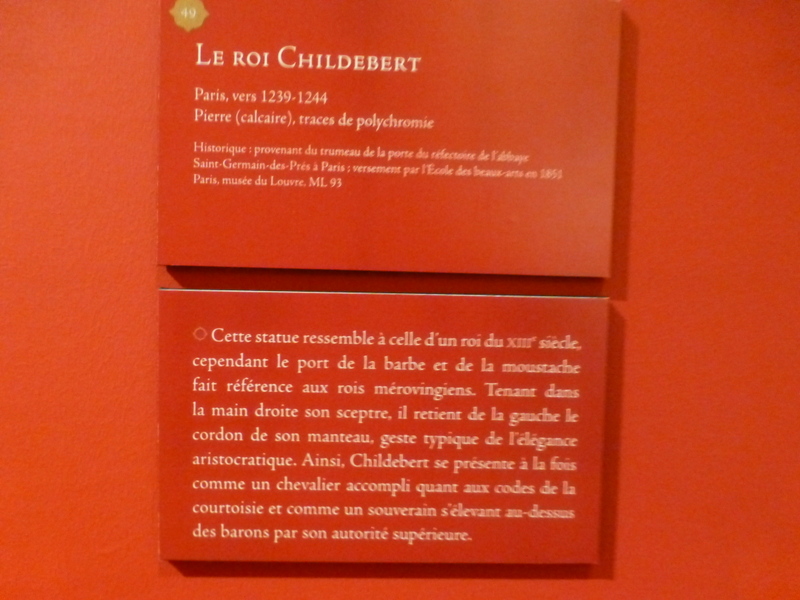 49
Le roi Childebert
Paris, vers 1239-1244
Pierre (calcaire), traces de polychromie
Historique : provenant du trumeau de la porte du réfectoire de l'abbaye
Saint-Germain-des-Prés à Paris ; versement par l'École des beaux-arts en 1851
Paris, musée du Louvre, ML 93
Cette statue ressemble à celle d'un roi du XIIIe siècle,
cependant le port de la barbe et de la moustache
fait référence aux rois mérovingiens. Tenant dans
la main droite son sceptre, il retient de la gauche le
cordon de son manteau, geste typique de l'élégance
aristocratique. Ainsi, Childebert se présente à la fois
comme un chevalier accompli quant aux codes de la
courtoisie et comme un souverain s'élevant au-dessus
des barons par son autorité supérieure.